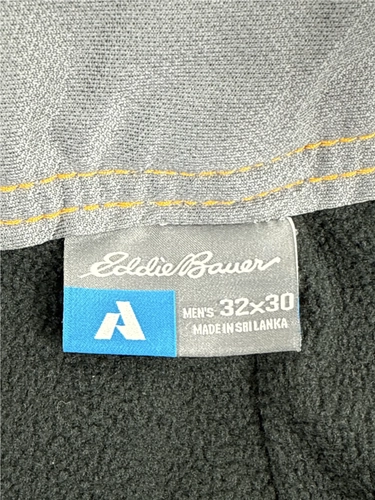 Eddie Bauer
MEN'S 32x30
MADE IN SRI LANKA